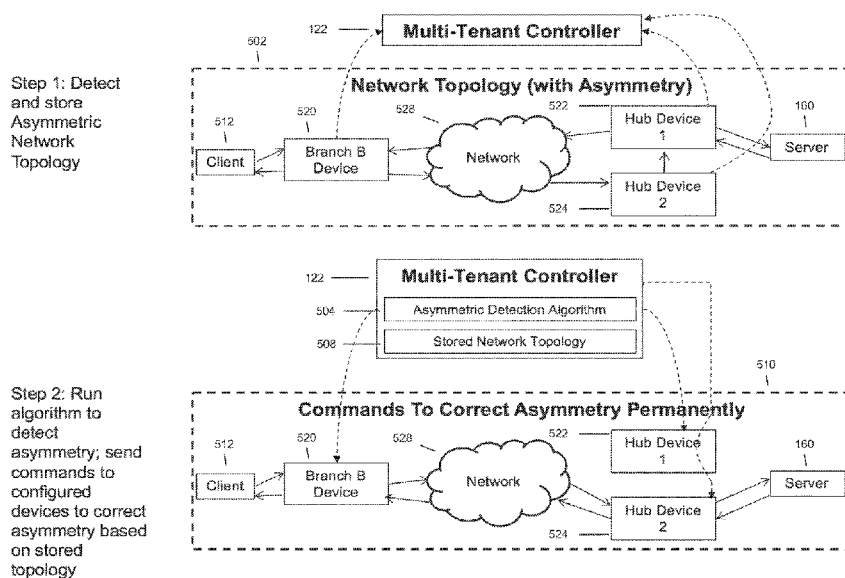 122
Multi-Tenant Controller
502
Step 1: Detect
and store
Asymmetric
Network
Topology
Network Topology (with Asymmetry)
512
520
528
522
160
Client
Branch B
Device
Network
Hub Device
1
Server
Hub Device
2
524
122
Multi-Tenant Controller
504
Asymmetric Detection Algorithm
508
Stored Network Topology
510
Step 2: Run
algorithm to
detect
asymmetry; send
commands to
configured
devices to correct
asymmetry based
on stored
topology
Commands To Correct Asymmetry Permanently
512
520
528
522
160
Client
Branch B
Device
Network
Hub Device
1
Server
Hub Device
2
524